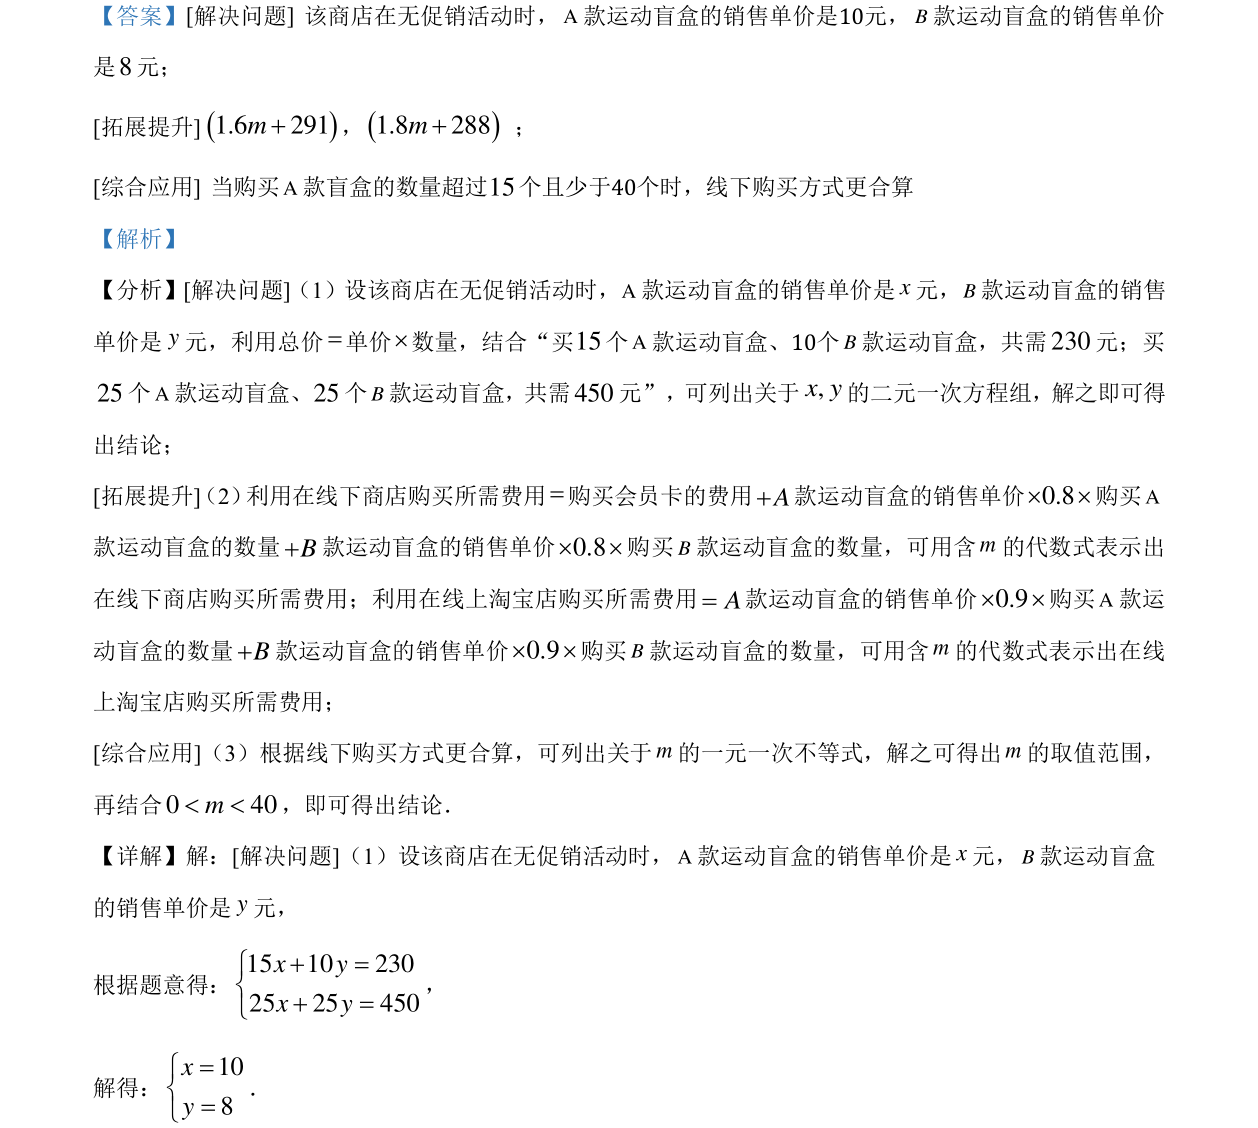 【答案】[解决问题] 该商店在无促销活动时，A 款运动盲盒的销售单价是10元，B 款运动盲盒的销售单价
是8元；
[拓展提升] (1.6m+291)，(1.8m+288) ；
[综合应用] 当购买A 款盲盒的数量超过15个且少于40个时，线下购买方式更合算
【解析】
【分析】[解决问题]（1）设该商店在无促销活动时，A 款运动盲盒的销售单价是x元，B 款运动盲盒的销售
单价是 y 元，利用总价=单价×数量，结合“买15个A 款运动盲盒、10个B 款运动盲盒，共需230元；买
25个A 款运动盲盒、25个B 款运动盲盒，共需450元”，可列出关于 x, y 的二元一次方程组，解之即可得
出结论；
[拓展提升]（2）利用在线下商店购买所需费用=购买会员卡的费用+A 款运动盲盒的销售单价×0.8×购买A
款运动盲盒的数量+B 款运动盲盒的销售单价×0.8×购买B 款运动盲盒的数量，可用含m 的代数式表示出
在线下商店购买所需费用；利用在线上淘宝店购买所需费用= A 款运动盲盒的销售单价×0.9×购买A 款运
动盲盒的数量+B 款运动盲盒的销售单价×0.9×购买B 款运动盲盒的数量，可用含m 的代数式表示出在线
上淘宝店购买所需费用；
[综合应用]（3）根据线下购买方式更合算，可列出关于m 的一元一次不等式，解之可得出m 的取值范围，
再结合0<m<40，即可得出结论．
【详解】解：[解决问题]（1）设该商店在无促销活动时，A 款运动盲盒的销售单价是x元，B 款运动盲盒
的销售单价是 y 元，
根据题意得：{15x+10y=230
25x+25y=450，
解得：{x=10
y=8．